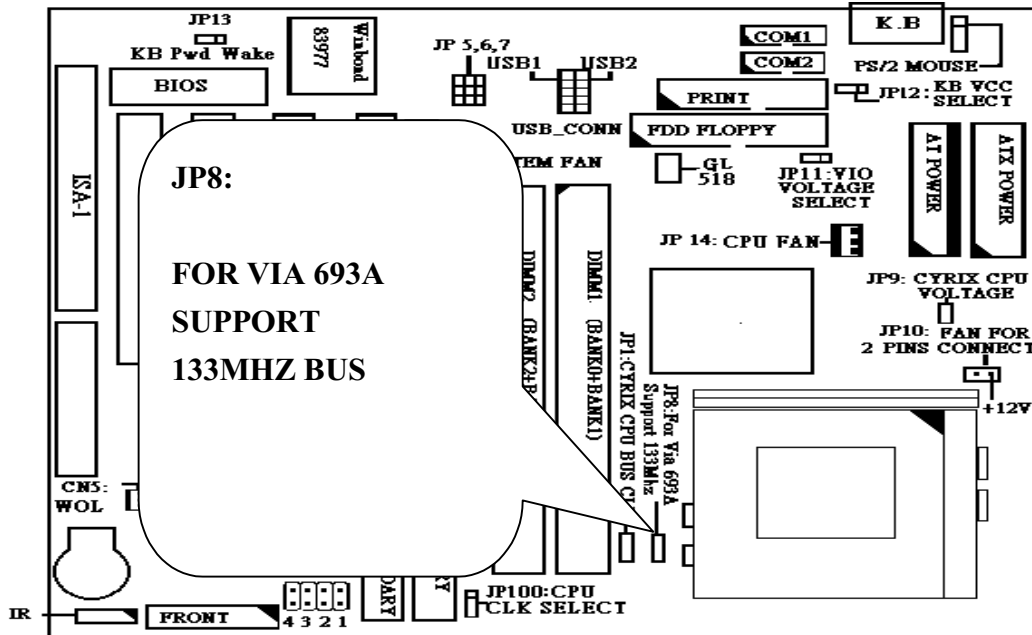 JP13
KB Pwd Wake
Winbond
83977
BIOS
JP 5,6,7
USB1
USB2
USB_CONN
COM1
COM2
PRINT
FDD FLOPPY
K.B
PS/2 MOUSE
JP12: KB VCC
SELECT
GL
518
JP11:VIO
VOLTAGE
SELECT
AT POWER
ATX POWER
JP 14: CPU FAN
JP9: CYRIX CPU
VOLTAGE
JP10: FAN FOR
2 PINS CONNECT
+12V
ISA-1
JP8:
FOR VIA 693A
SUPPORT
133MHZ BUS
FAN
DIMM2 (BANK2+
DIMM1 (BANK0+BANK1)
JP1:CYRIX CPU BUS
JP8:For Via 693A
Support 133Mhz
CN5:
WOL
IR
FRONT
4 3 2 1
JP100:CPU
CLK SELECT